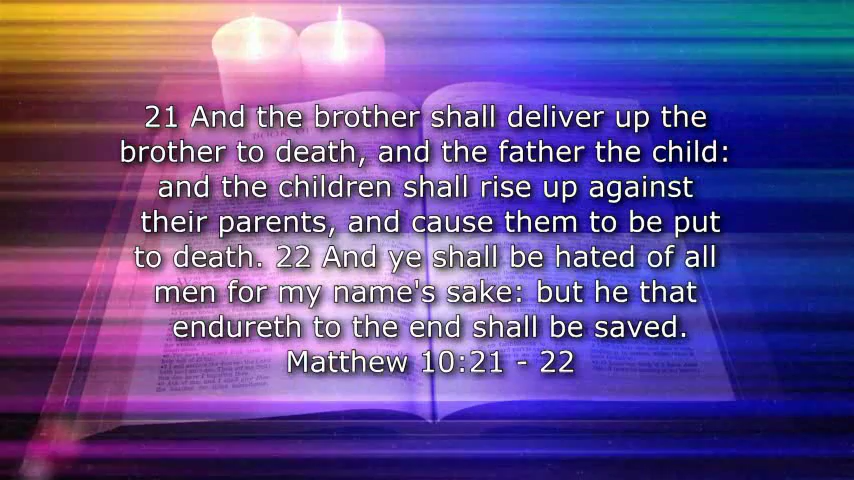 21 And the brother shall deliver up the
brother to death, and the father the child:
and the children shall rise up against
their parents, and cause them to be put
to death. 22 And ye shall be hated of all
men for my name's sake: but he that
endureth to the end shall be saved.
Matthew 10:21 - 22